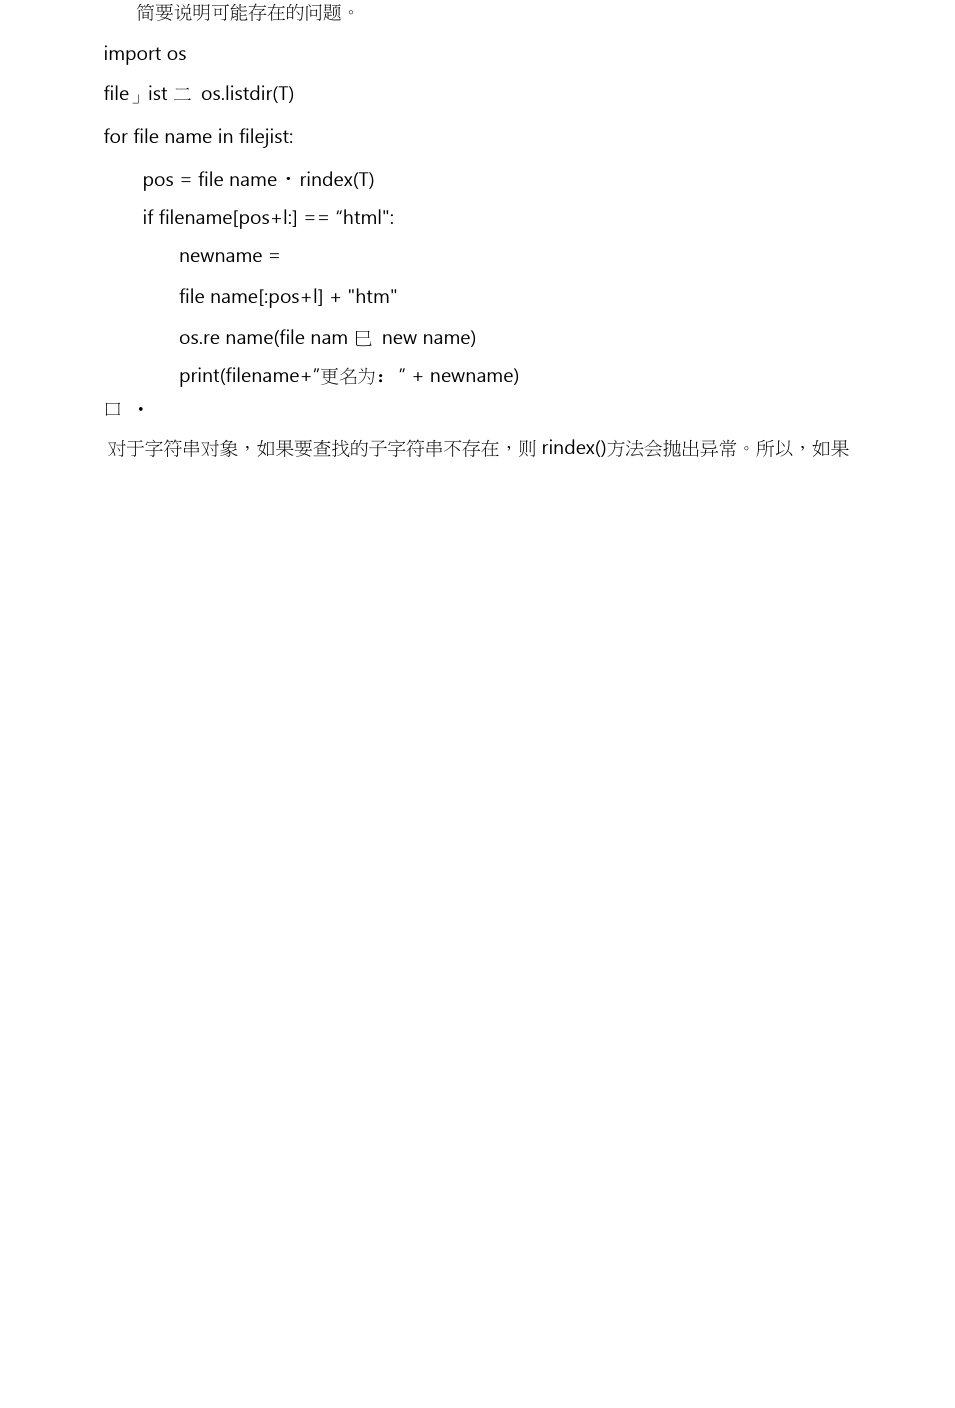 简要说明可能存在的问题。
import os
file」ist 二 os.listdir(T)
for file name in filejist:
pos = file name・rindex(T)
if filename[pos+l:] == “html":
newname =
file name[:pos+l] + "htm"
os.re name(file nam 巳 new name)
print(filename+“更名为：“ + newname)
口 •
对于字符串对象，如果要查找的子字符串不存在，则 rindex()方法会抛出异常。所以，如果